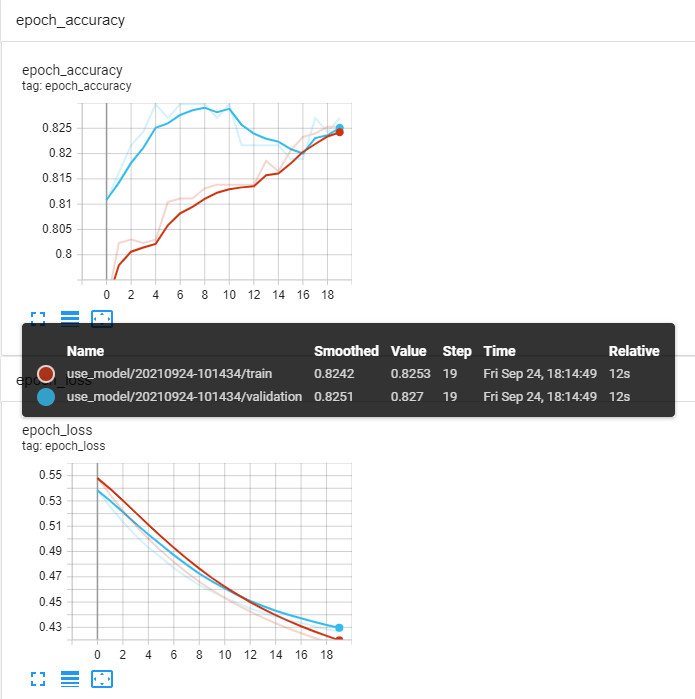 epoch_accuracy
epoch_accuracy
tag: epoch_accuracy
0.825
0.82
0.815
0.81
0.805
0.8
0 2 4 6 8 10 12 14 16 18
Name Smoothed Value Step Time Relative
use_model/20210924-101434/train 0.8242 0.8253 19 Fri Sep 24, 18:14:49 12s
epoch_loss
use_model/20210924-101434/validation 0.8251 0.827 19 Fri Sep 24, 18:14:49 12s
epoch_loss
tag: epoch_loss
0.55
0.53
0.51
0.49
0.47
0.45
0.43
0 2 4 6 8 10 12 14 16 18